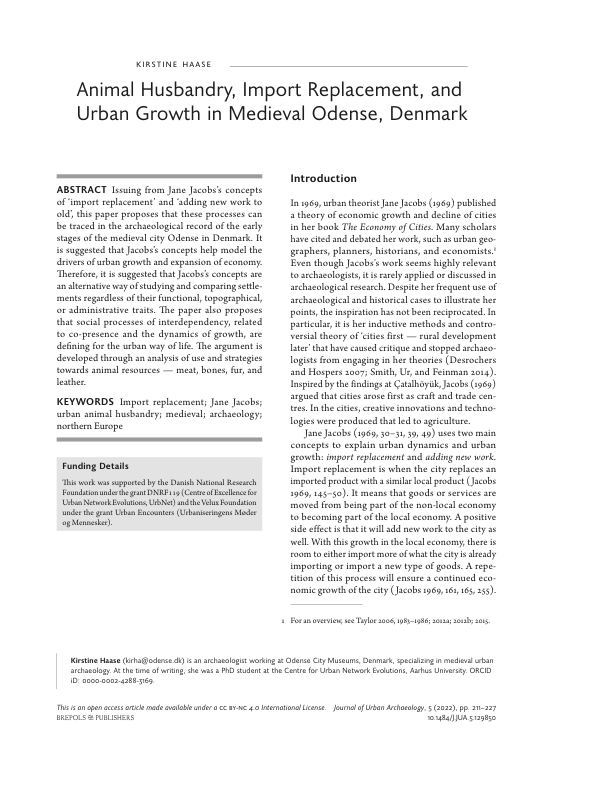 KIRSTINE HAASE
Animal Husbandry, Import Replacement, and
Urban Growth in Medieval Odense, Denmark
ABSTRACT Issuing from Jane Jacobs's concepts
of 'import replacement' and 'adding new work to
old', this paper proposes that these processes can
be traced in the archaeological record of the early
stages of the medieval city Odense in Denmark. It
is suggested that Jacobs's concepts help model the
drivers of urban growth and expansion of economy.
Therefore, it is suggested that Jacobs's concepts are
an alternative way of studying and comparing settle-
ments regardless of their functional, topographical,
or administrative traits. The paper also proposes
that social processes of interdependency, related
to co-presence and the dynamics of growth, are
defining for the urban way of life. The argument is
developed through an analysis of use and strategies
towards animal resources — meat, bones, fur, and
leather.
KEYWORDS Import replacement; Jane Jacobs;
urban animal husbandry; medieval; archaeology;
northern Europe
Funding Details
This work was supported by the Danish National Research
Foundation under the grant DNRF119 (Centre of Excellence for
Urban Network Evolutions, UrbNet) and the Velux Foundation
under the grant Urban Encounters (Urbaniseringens Møder
og Mennesker).
Introduction
In 1969, urban theorist Jane Jacobs (1969) published
a theory of economic growth and decline of cities
in her book The Economy of Cities. Many scholars
have cited and debated her work, such as urban geo-
graphers, planners, historians, and economists.1
Even though Jacobs's work seems highly relevant
to archaeologists, it is rarely applied or discussed in
archaeological research. Despite her frequent use of
archaeological and historical cases to illustrate her
points, the inspiration has not been reciprocated. In
particular, it is her inductive methods and contro-
versial theory of 'cities first — rural development
later' that have caused critique and stopped archaeo-
logists from engaging in her theories (Desrochers
and Hospers 2007; Smith, Ur, and Feinman 2014).
Inspired by the findings at Çatalhöyük, Jacobs (1969)
argued that cities arose first as craft and trade cen-
tres. In the cities, creative innovations and techno-
logies were produced that led to agriculture.
Jane Jacobs (1969, 30–31, 39, 49) uses two main
concepts to explain urban dynamics and urban
growth: import replacement and adding new work.
Import replacement is when the city replaces an
imported product with a similar local product (Jacobs
1969, 145–50). It means that goods or services are
moved from being part of the non-local economy
to becoming part of the local economy. A positive
side effect is that it will add new work to the city as
well. With this growth in the local economy, there is
room to either import more of what the city is already
importing or import a new type of goods. A repe-
tition of this process will ensure a continued eco-
nomic growth of the city (Jacobs 1969, 161, 165, 255).
1 For an overview, see Taylor 2006, 1983–1986; 2012a; 2012b; 2015.
Kirstine Haase (kirha@odense.dk) is an archaeologist working at Odense City Museums, Denmark, specializing in medieval urban
archaeology. At the time of writing, she was a PhD student at the Centre for Urban Network Evolutions, Aarhus University. ORCID
iD: 0000-0002-4288-3169.
This is an open access article made available under a CC BY-NC 4.0 International License. Journal of Urban Archaeology, 5 (2022), pp. 211–227
BREPOLS PUBLISHERS 10.1484/J.JUA.5.129850